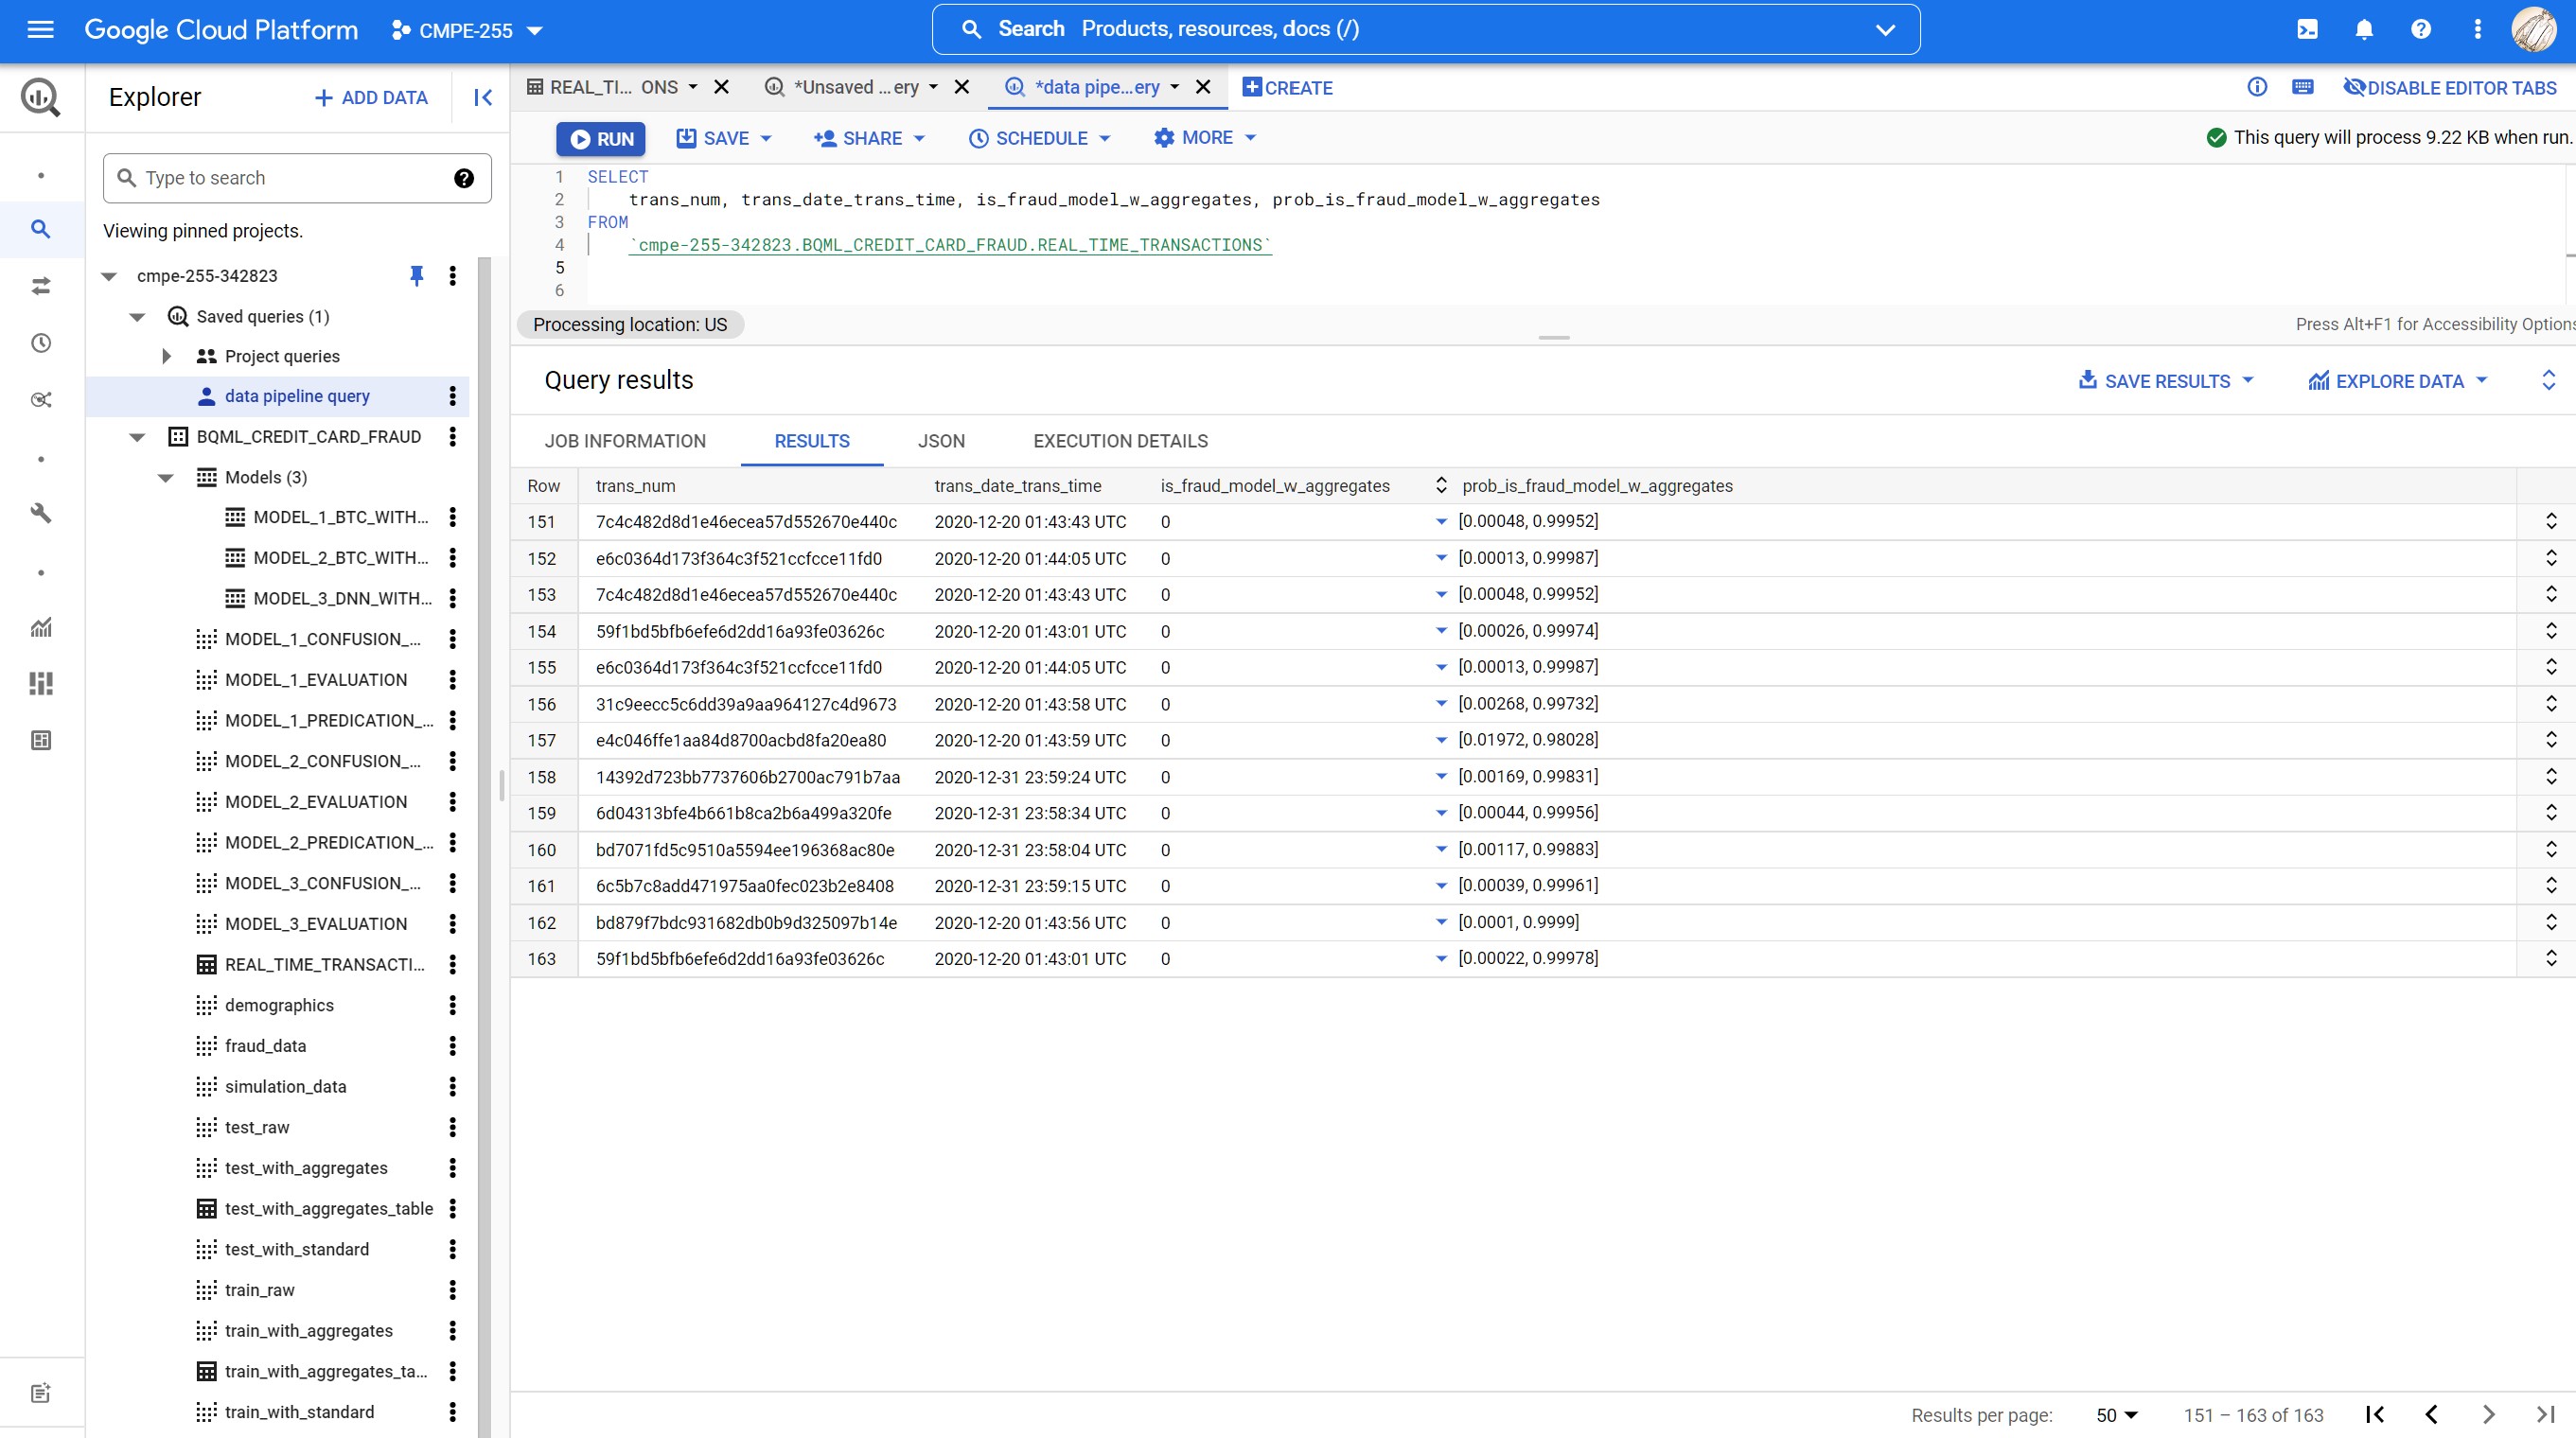 Google Cloud Platform CMPE-255 Search Products, resources, docs (/)
Explorer ADD DATA
REAL_TI... ONS *Unsaved ...ery *data pipe...ery CREATE DISABLE EDITOR TABS
RUN SAVE SHARE SCHEDULE MORE This query will process 9.22 KB when run.
Type to search
Viewing pinned projects.
cmpe-255-342823
Saved queries (1)
Project queries
data pipeline query
BQML_CREDIT_CARD_FRAUD
Models (3)
MODEL_1_BTC_WITH...
MODEL_2_BTC_WITH...
MODEL_3_DNN_WITH...
MODEL_1_CONFUSION_...
MODEL_1_EVALUATION
MODEL_1_PREDICATION_...
MODEL_2_CONFUSION_...
MODEL_2_EVALUATION
MODEL_2_PREDICATION_...
MODEL_3_CONFUSION_...
MODEL_3_EVALUATION
REAL_TIME_TRANSACTI...
demographics
fraud_data
simulation_data
test_raw
test_with_aggregates
test_with_aggregates_table
test_with_standard
train_raw
train_with_aggregates
train_with_aggregates_ta...
train_with_standard
1 SELECT
2 trans_num, trans_date_trans_time, is_fraud_model_w_aggregates, prob_is_fraud_model_w_aggregates
3 FROM
4 `cmpe-255-342823.BQML_CREDIT_CARD_FRAUD.REAL_TIME_TRANSACTIONS`
5
6
Processing location: US Press Alt+F1 for Accessibility Options
Query results SAVE RESULTS EXPLORE DATA
JOB INFORMATION RESULTS JSON EXECUTION DETAILS
Row trans_num trans_date_trans_time is_fraud_model_w_aggregates prob_is_fraud_model_w_aggregates
151 7c4c482d8d1e46ecea57d552670e440c 2020-12-20 01:43:43 UTC 0 [0.00048, 0.99952]
152 e6c0364d173f364c3f521ccfcce11fd0 2020-12-20 01:44:05 UTC 0 [0.00013, 0.99987]
153 7c4c482d8d1e46ecea57d552670e440c 2020-12-20 01:43:43 UTC 0 [0.00048, 0.99952]
154 59f1bd5bfb6efe6d2dd16a93fe03626c 2020-12-20 01:43:01 UTC 0 [0.00026, 0.99974]
155 e6c0364d173f364c3f521ccfcce11fd0 2020-12-20 01:44:05 UTC 0 [0.00013, 0.99987]
156 31c9eecc5c6dd39a9aa964127c4d9673 2020-12-20 01:43:58 UTC 0 [0.00268, 0.99732]
157 e4c046ffe1aa84d8700acbd8fa20ea80 2020-12-20 01:43:59 UTC 0 [0.01972, 0.98028]
158 14392d723bb7737606b2700ac791b7aa 2020-12-31 23:59:24 UTC 0 [0.00169, 0.99831]
159 6d04313bfe4b661b8ca2b6a499a320fe 2020-12-31 23:58:34 UTC 0 [0.00044, 0.99956]
160 bd7071fd5c9510a5594ee196368ac80e 2020-12-31 23:58:04 UTC 0 [0.00117, 0.99883]
161 6c5b7c8add471975aa0fec023b2e8408 2020-12-31 23:59:15 UTC 0 [0.00039, 0.99961]
162 bd879f7bdc931682db0b9d325097b14e 2020-12-20 01:43:56 UTC 0 [0.0001, 0.9999]
163 59f1bd5bfb6efe6d2dd16a93fe03626c 2020-12-20 01:43:01 UTC 0 [0.00022, 0.99978]
Results per page: 50 151 – 163 of 163